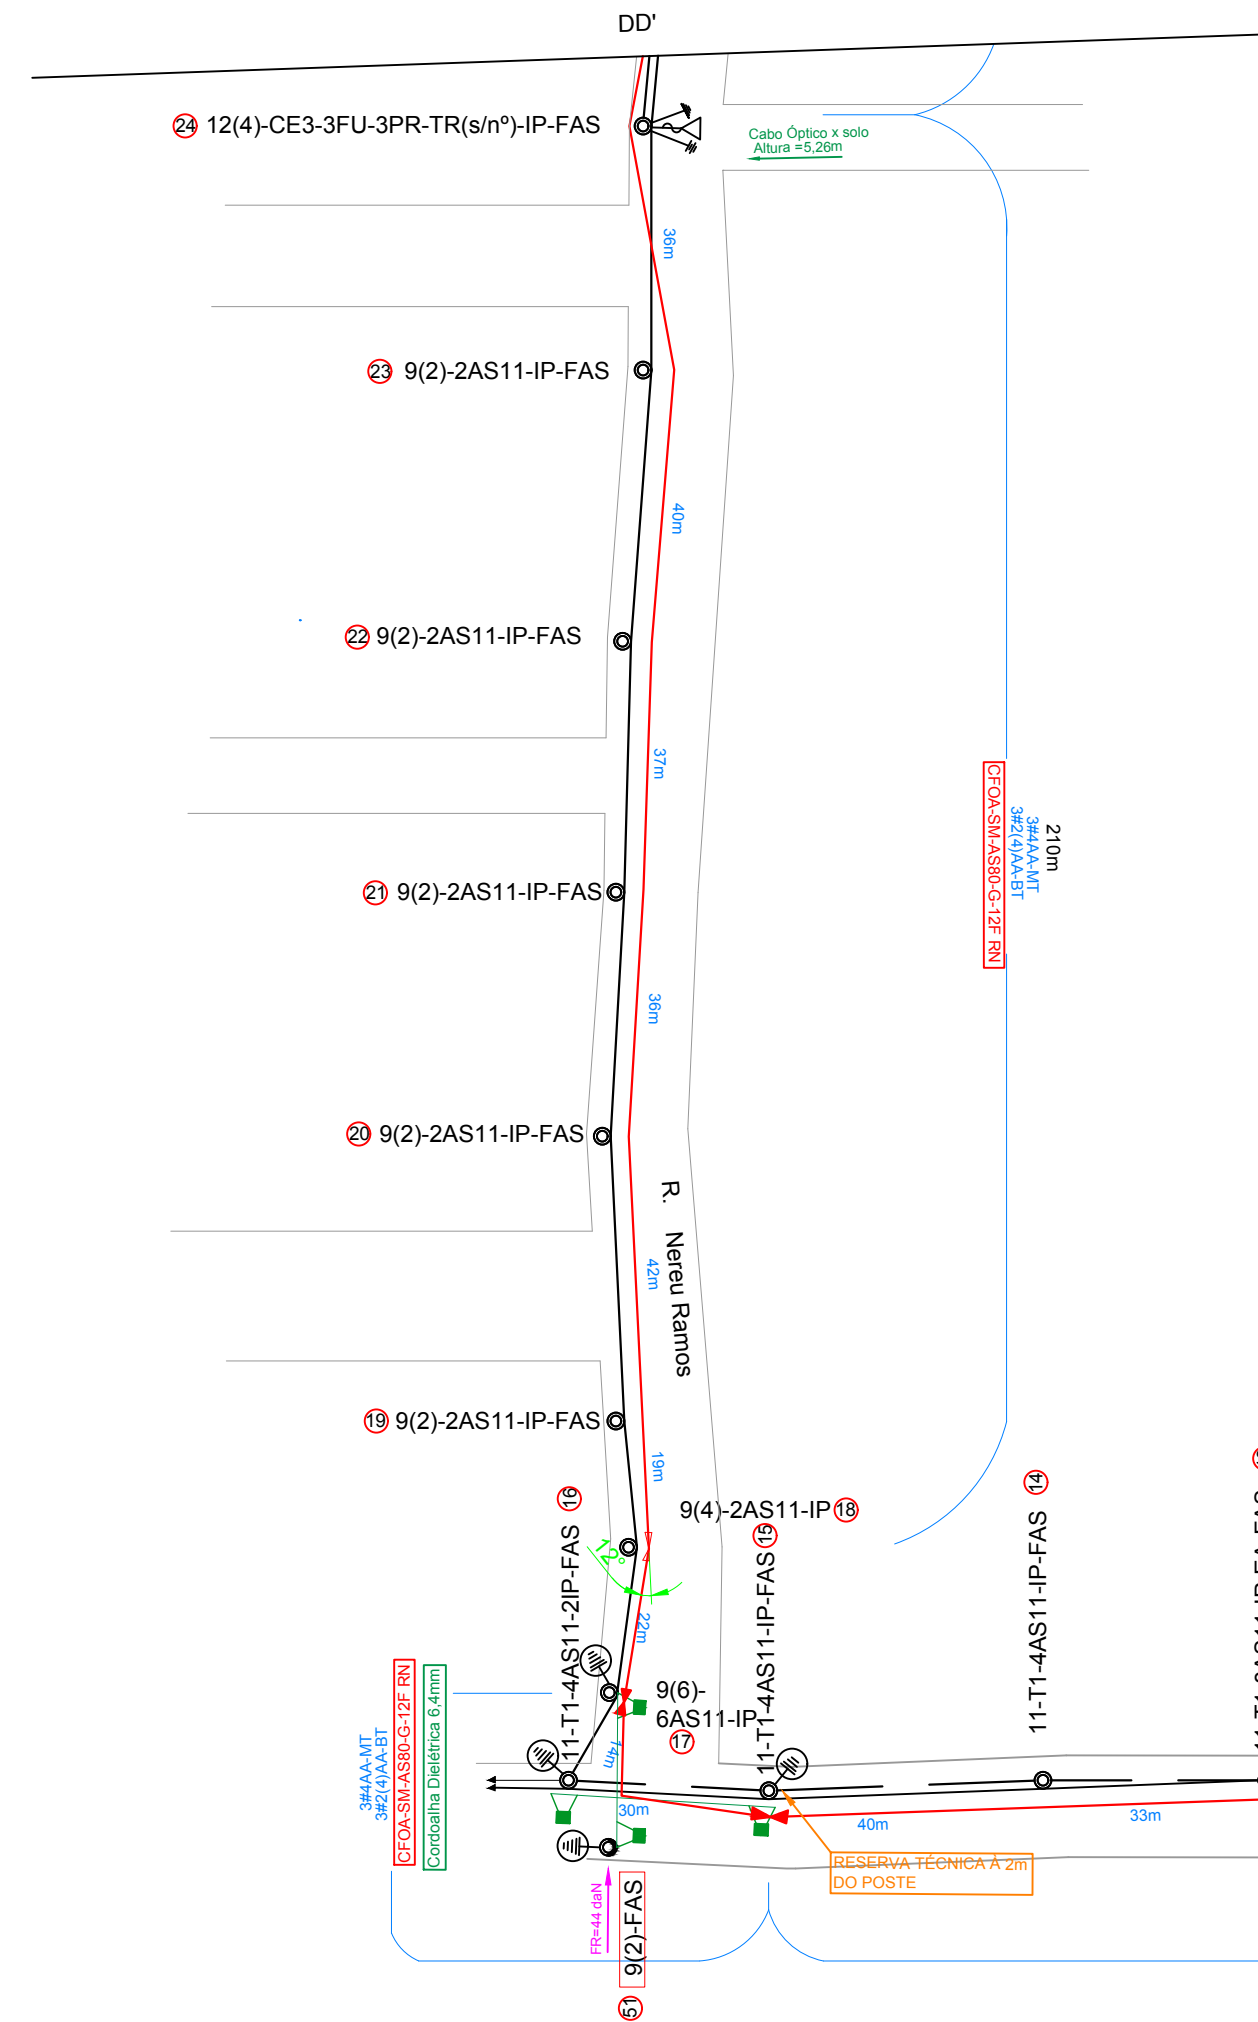 DD'
24 12(4)-CE3-3FU-3PR-TR(s/nº)-IP-FAS
Cabo Óptico x solo
Altura =5,26m
36m
23 9(2)-2AS11-IP-FAS
40m
22 9(2)-2AS11-IP-FAS
37m
210m
3#4AA-MT
3#2(4)AA-BT
CFOA-SM-AS80-G-12F RN
21 9(2)-2AS11-IP-FAS
36m
20 9(2)-2AS11-IP-FAS
R. Nereu Ramos
42m
19 9(2)-2AS11-IP-FAS
19m
9(4)-2AS11-IP 18
11-T1-4AS11-2IP-FAS 16
12°
11-T1-4AS11-IP-FAS 15
11-T1-4AS11-IP-FAS 14
22m
9(6)-
6AS11-IP
17
14m
3#4AA-MT
3#2(4)AA-BT
CFOA-SM-AS80-G-12F RN
Cordoalha Dielétrica 6,4mm
30m
40m
33m
RESERVA TÉCNICA À 2m
DO POSTE
FR=44 daN
9(2)-FAS
51